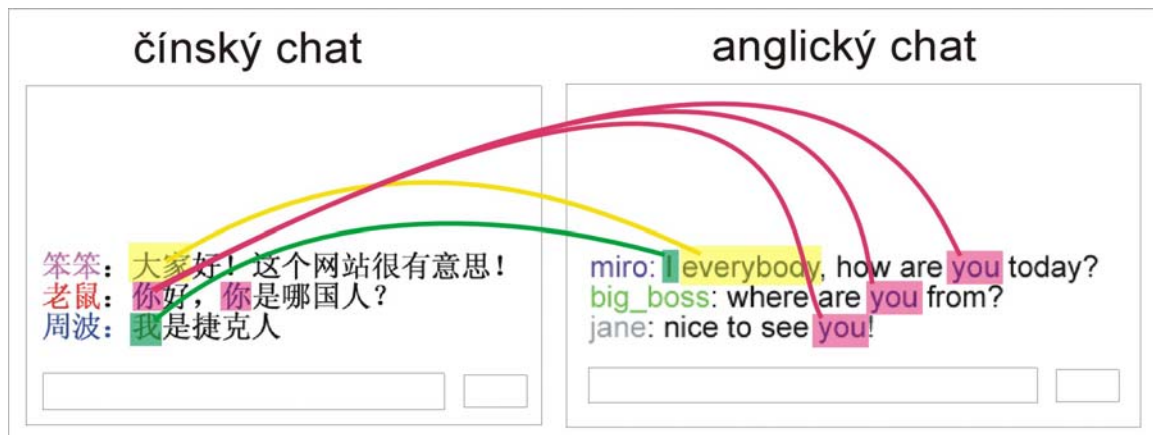 čínský chat
笨笨：大家好！这个网站很有意思！
老鼠：你好，你是哪国人？
周波：我是捷克人
anglický chat
miro: I everybody, how are you today?
big_boss: where are you from?
jane: nice to see you!